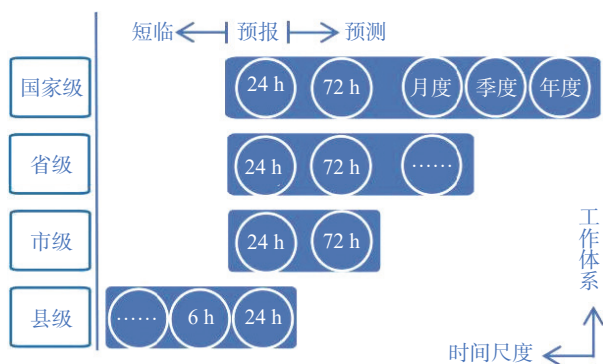 短临 预报 预测
国家级 24 h 72 h 月度 季度 年度
省级 24 h 72 h ……
市级 24 h 72 h
县级 …… 6 h 24 h
工作体系
时间尺度